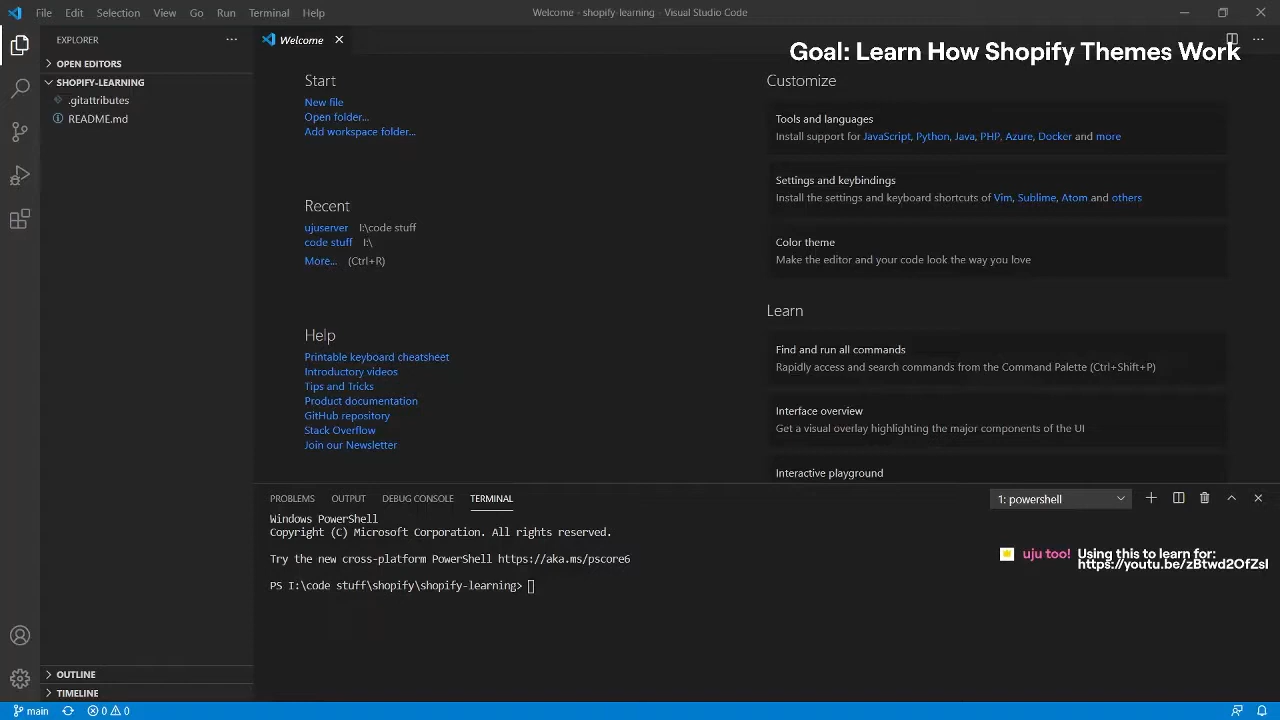 File Edit Selection View Go Run Terminal Help
Welcome - shopify-learning - Visual Studio Code
EXPLORER
OPEN EDITORS
SHOPIFY-LEARNING
.gitattributes
README.md
OUTLINE
TIMELINE
Welcome
Goal: Learn How Shopify Themes Work
Start
New file
Open folder...
Add workspace folder...
Recent
ujuserver I:\code stuff
code stuff I:\
More... (Ctrl+R)
Help
Printable keyboard cheatsheet
Introductory videos
Tips and Tricks
Product documentation
GitHub repository
Stack Overflow
Join our Newsletter
Customize
Tools and languages
Install support for JavaScript, Python, Java, PHP, Azure, Docker and more
Settings and keybindings
Install the settings and keyboard shortcuts of Vim, Sublime, Atom and others
Color theme
Make the editor and your code look the way you love
Learn
Find and run all commands
Rapidly access and search commands from the Command Palette (Ctrl+Shift+P)
Interface overview
Get a visual overlay highlighting the major components of the UI
Interactive playground
PROBLEMS OUTPUT DEBUG CONSOLE TERMINAL
1: powershell
Windows PowerShell
Copyright (C) Microsoft Corporation. All rights reserved.
Try the new cross-platform PowerShell https://aka.ms/pscore6
PS I:\code stuff\shopify\shopify-learning>
uju too! Using this to learn for:
https://youtu.be/zBtwd2OfZsI
main 0 0